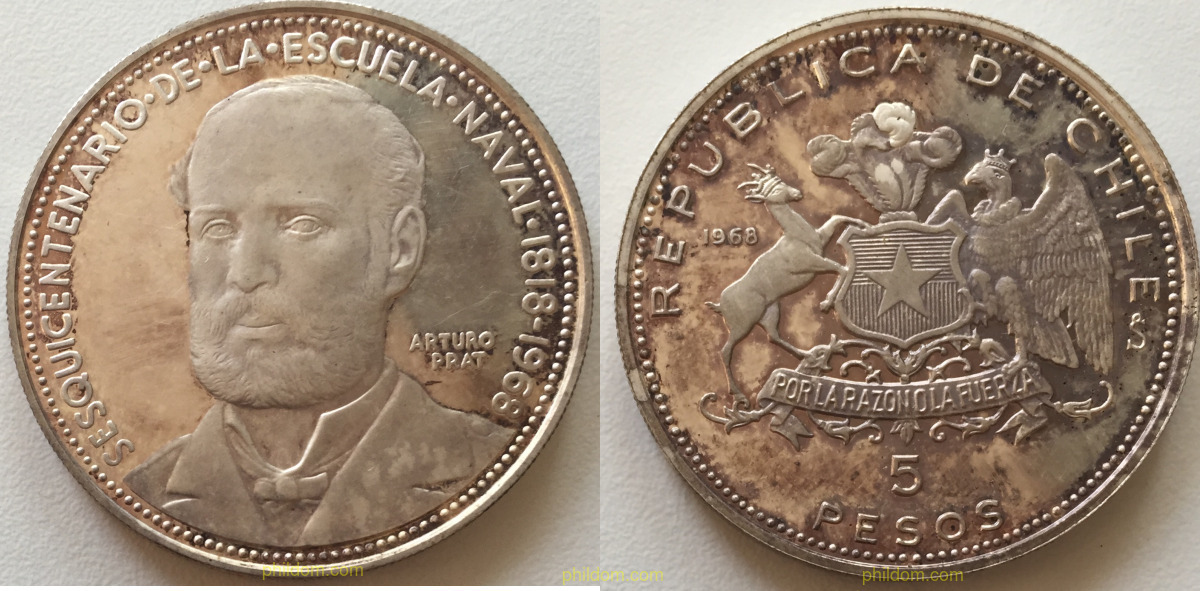 SESQUICENTENARIO·DE·LA·ESCUELA·NAVAL·1818-1968
ARTURO
PRAT
REPUBLICA DE CHILE
1968
POR LA RAZON O LA FUERZA
5
PESOS
phildom.com
phildom.com
phildom.com